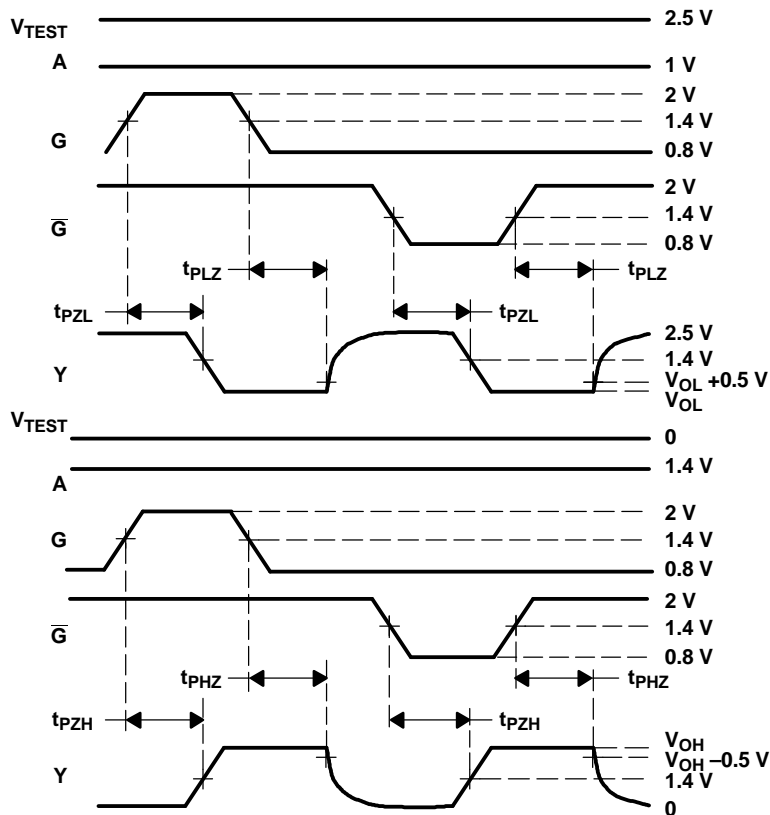 VTEST 2.5 V
A 1 V
2 V
1.4 V
G 0.8 V
2 V
G 1.4 V
0.8 V
tPLZ tPLZ
tPZL tPZL
2.5 V
1.4 V
Y VOL +0.5 V
VOL
VTEST 0
A 1.4 V
2 V
G 1.4 V
0.8 V
2 V
G 1.4 V
0.8 V
tPHZ tPHZ
tPZH tPZH
VOH
VOH –0.5 V
Y 1.4 V
0